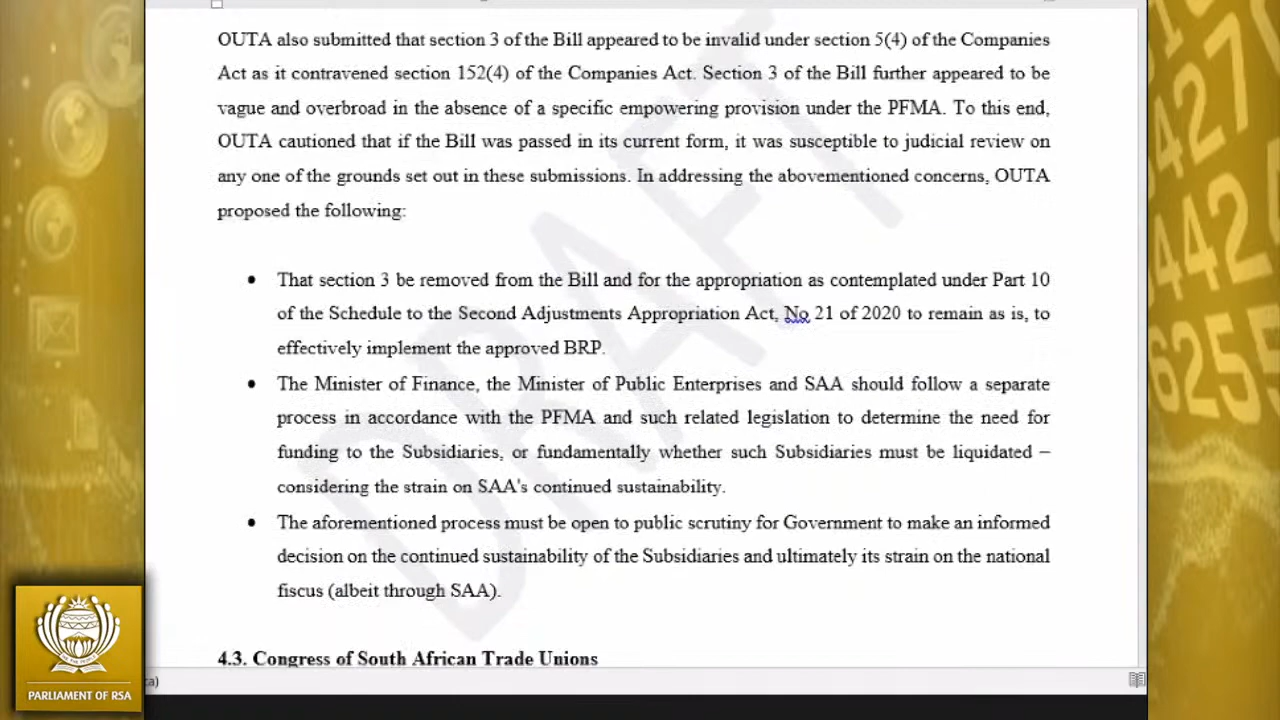 OUTA also submitted that section 3 of the Bill appeared to be invalid under section 5(4) of the Companies
Act as it contravened section 152(4) of the Companies Act. Section 3 of the Bill further appeared to be
vague and overbroad in the absence of a specific empowering provision under the PFMA. To this end,
OUTA cautioned that if the Bill was passed in its current form, it was susceptible to judicial review on
any one of the grounds set out in these submissions. In addressing the abovementioned concerns, OUTA
proposed the following:
• That section 3 be removed from the Bill and for the appropriation as contemplated under Part 10
of the Schedule to the Second Adjustments Appropriation Act, No 21 of 2020 to remain as is, to
effectively implement the approved BRP.
• The Minister of Finance, the Minister of Public Enterprises and SAA should follow a separate
process in accordance with the PFMA and such related legislation to determine the need for
funding to the Subsidiaries, or fundamentally whether such Subsidiaries must be liquidated –
considering the strain on SAA's continued sustainability.
• The aforementioned process must be open to public scrutiny for Government to make an informed
decision on the continued sustainability of the Subsidiaries and ultimately its strain on the national
fiscus (albeit through SAA).
4.3. Congress of South African Trade Unions
DRAFT
PARLIAMENT OF RSA
ca)
427
442
6255